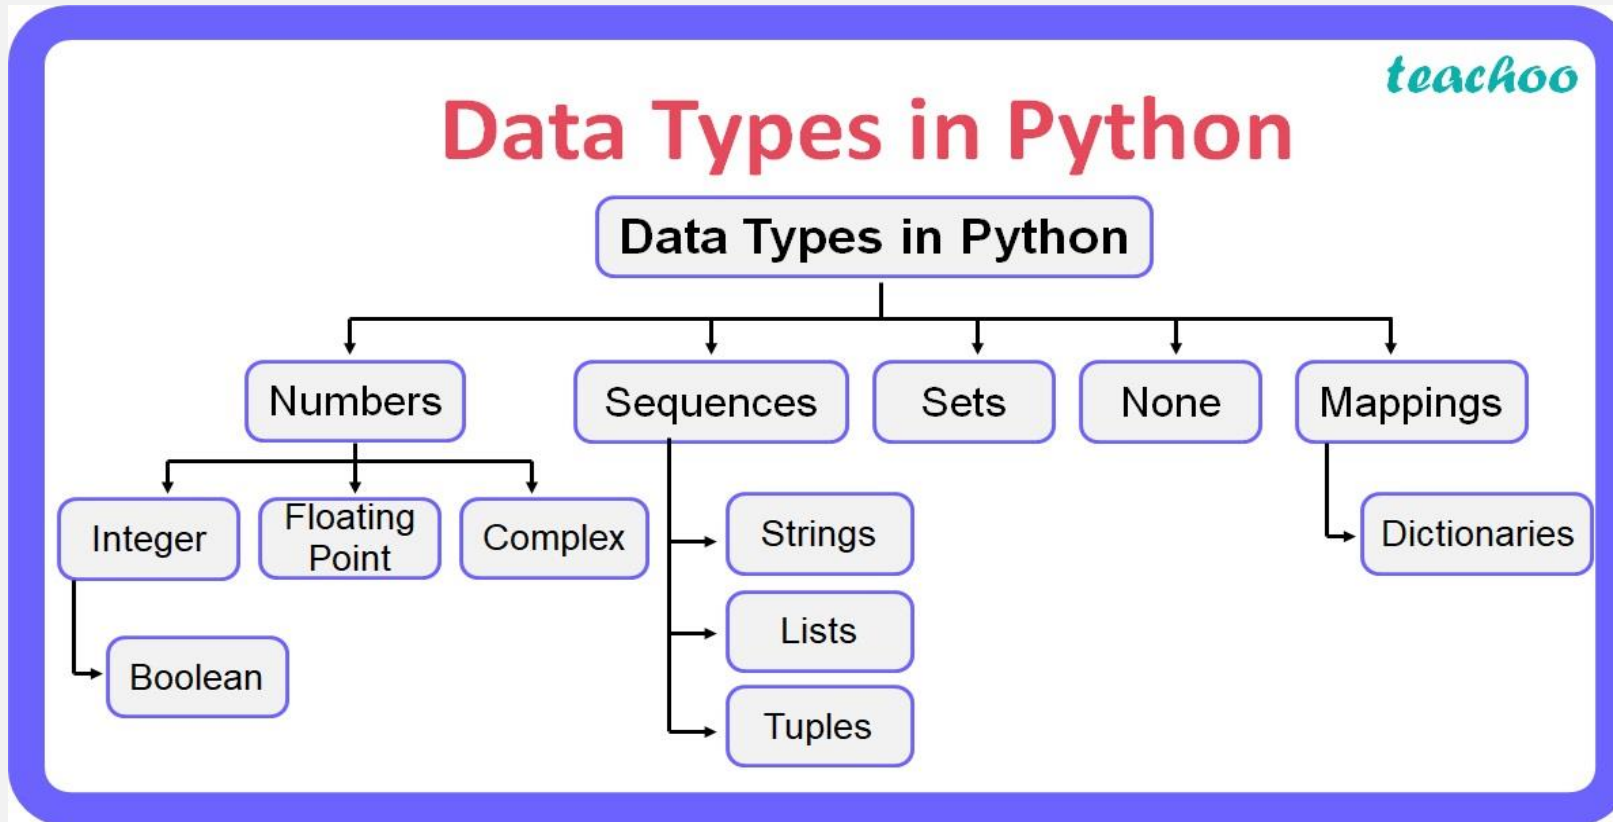 teachoo
Data Types in Python
Data Types in Python
Numbers
Sequences
Sets
None
Mappings
Integer
Floating
Point
Complex
Strings
Dictionaries
Lists
Boolean
Tuples